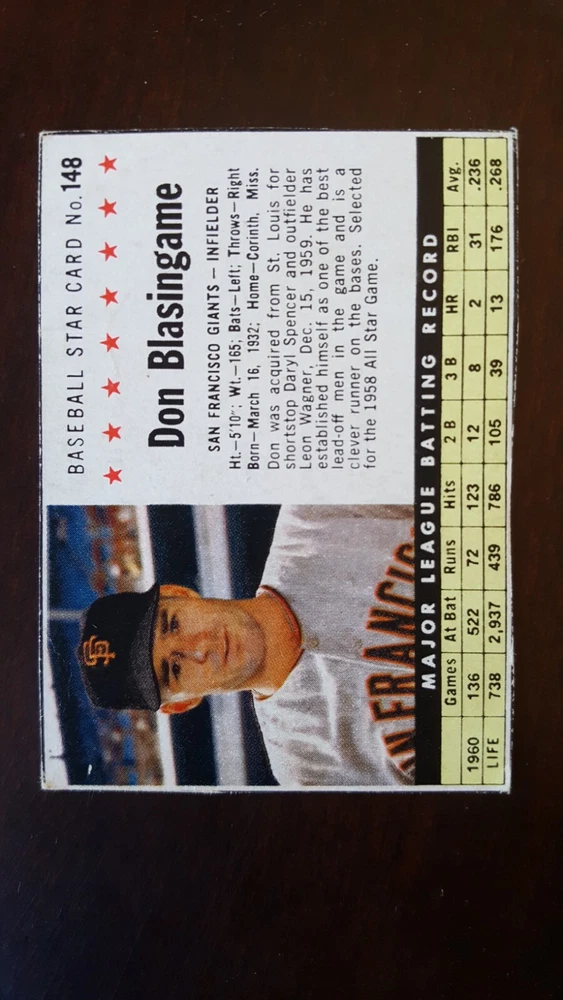 BASEBALL STAR CARD No. 148
★ ★ ★ ★ ★ ★ ★ ★
Don Blasingame
SAN FRANCISCO GIANTS — INFIELDER
Ht.—5'10"; Wt.—165; Bats—Left; Throws—Right
Born—March 16, 1932; Home—Corinth, Miss.
Don was acquired from St. Louis for
shortstop Daryl Spencer and outfielder
Leon Wagner, Dec. 15, 1959. He has
established himself as one of the best
lead-off men in the game and is a
clever runner on the bases. Selected
for the 1958 All Star Game.
SF
N FRANCISC
MAJOR LEAGUE BATTING RECORD
Games At Bat Runs Hits 2 B 3 B HR RBI Avg.
1960 136 522 72 123 12 8 2 31 .236
LIFE 738 2,937 439 786 105 39 13 176 .268